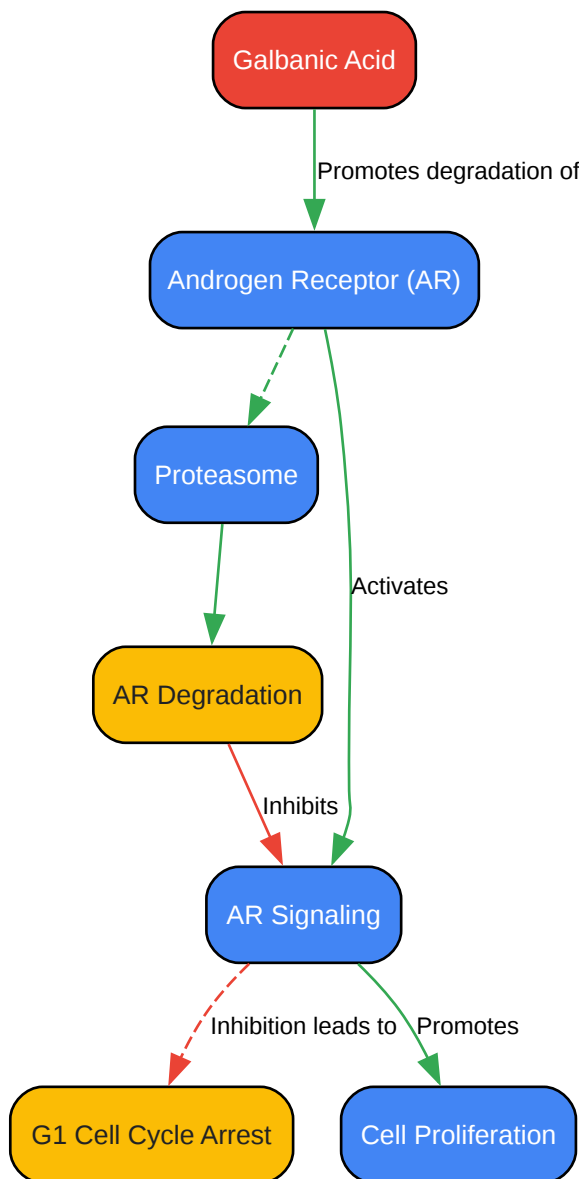 Galbanic Acid
Promotes degradation of
Androgen Receptor (AR)
Proteasome
Activates
AR Degradation
Inhibits
AR Signaling
Inhibition leads to
Promotes
G1 Cell Cycle Arrest
Cell Proliferation